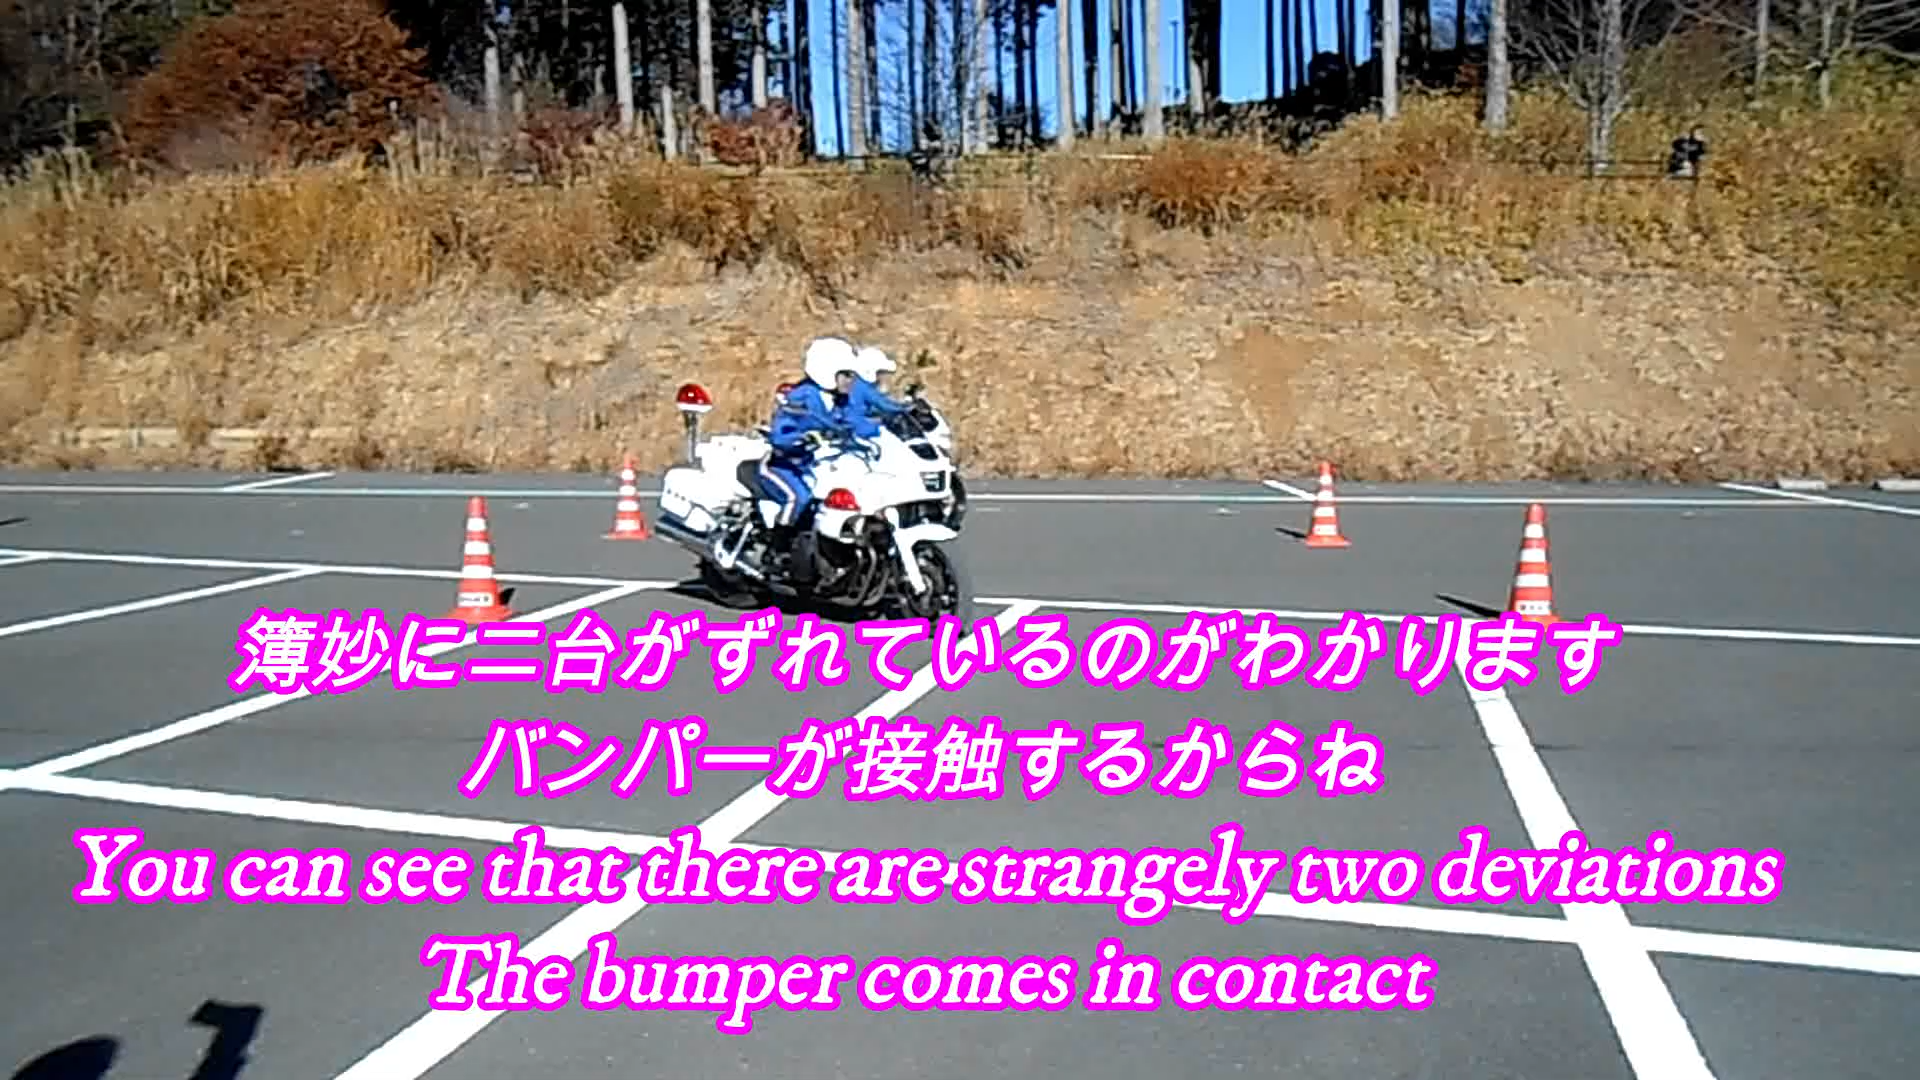 簿妙に二台がずれているのがわかります
バンパーが接触するからね
You can see that there are strangely two deviations
The bumper comes in contact